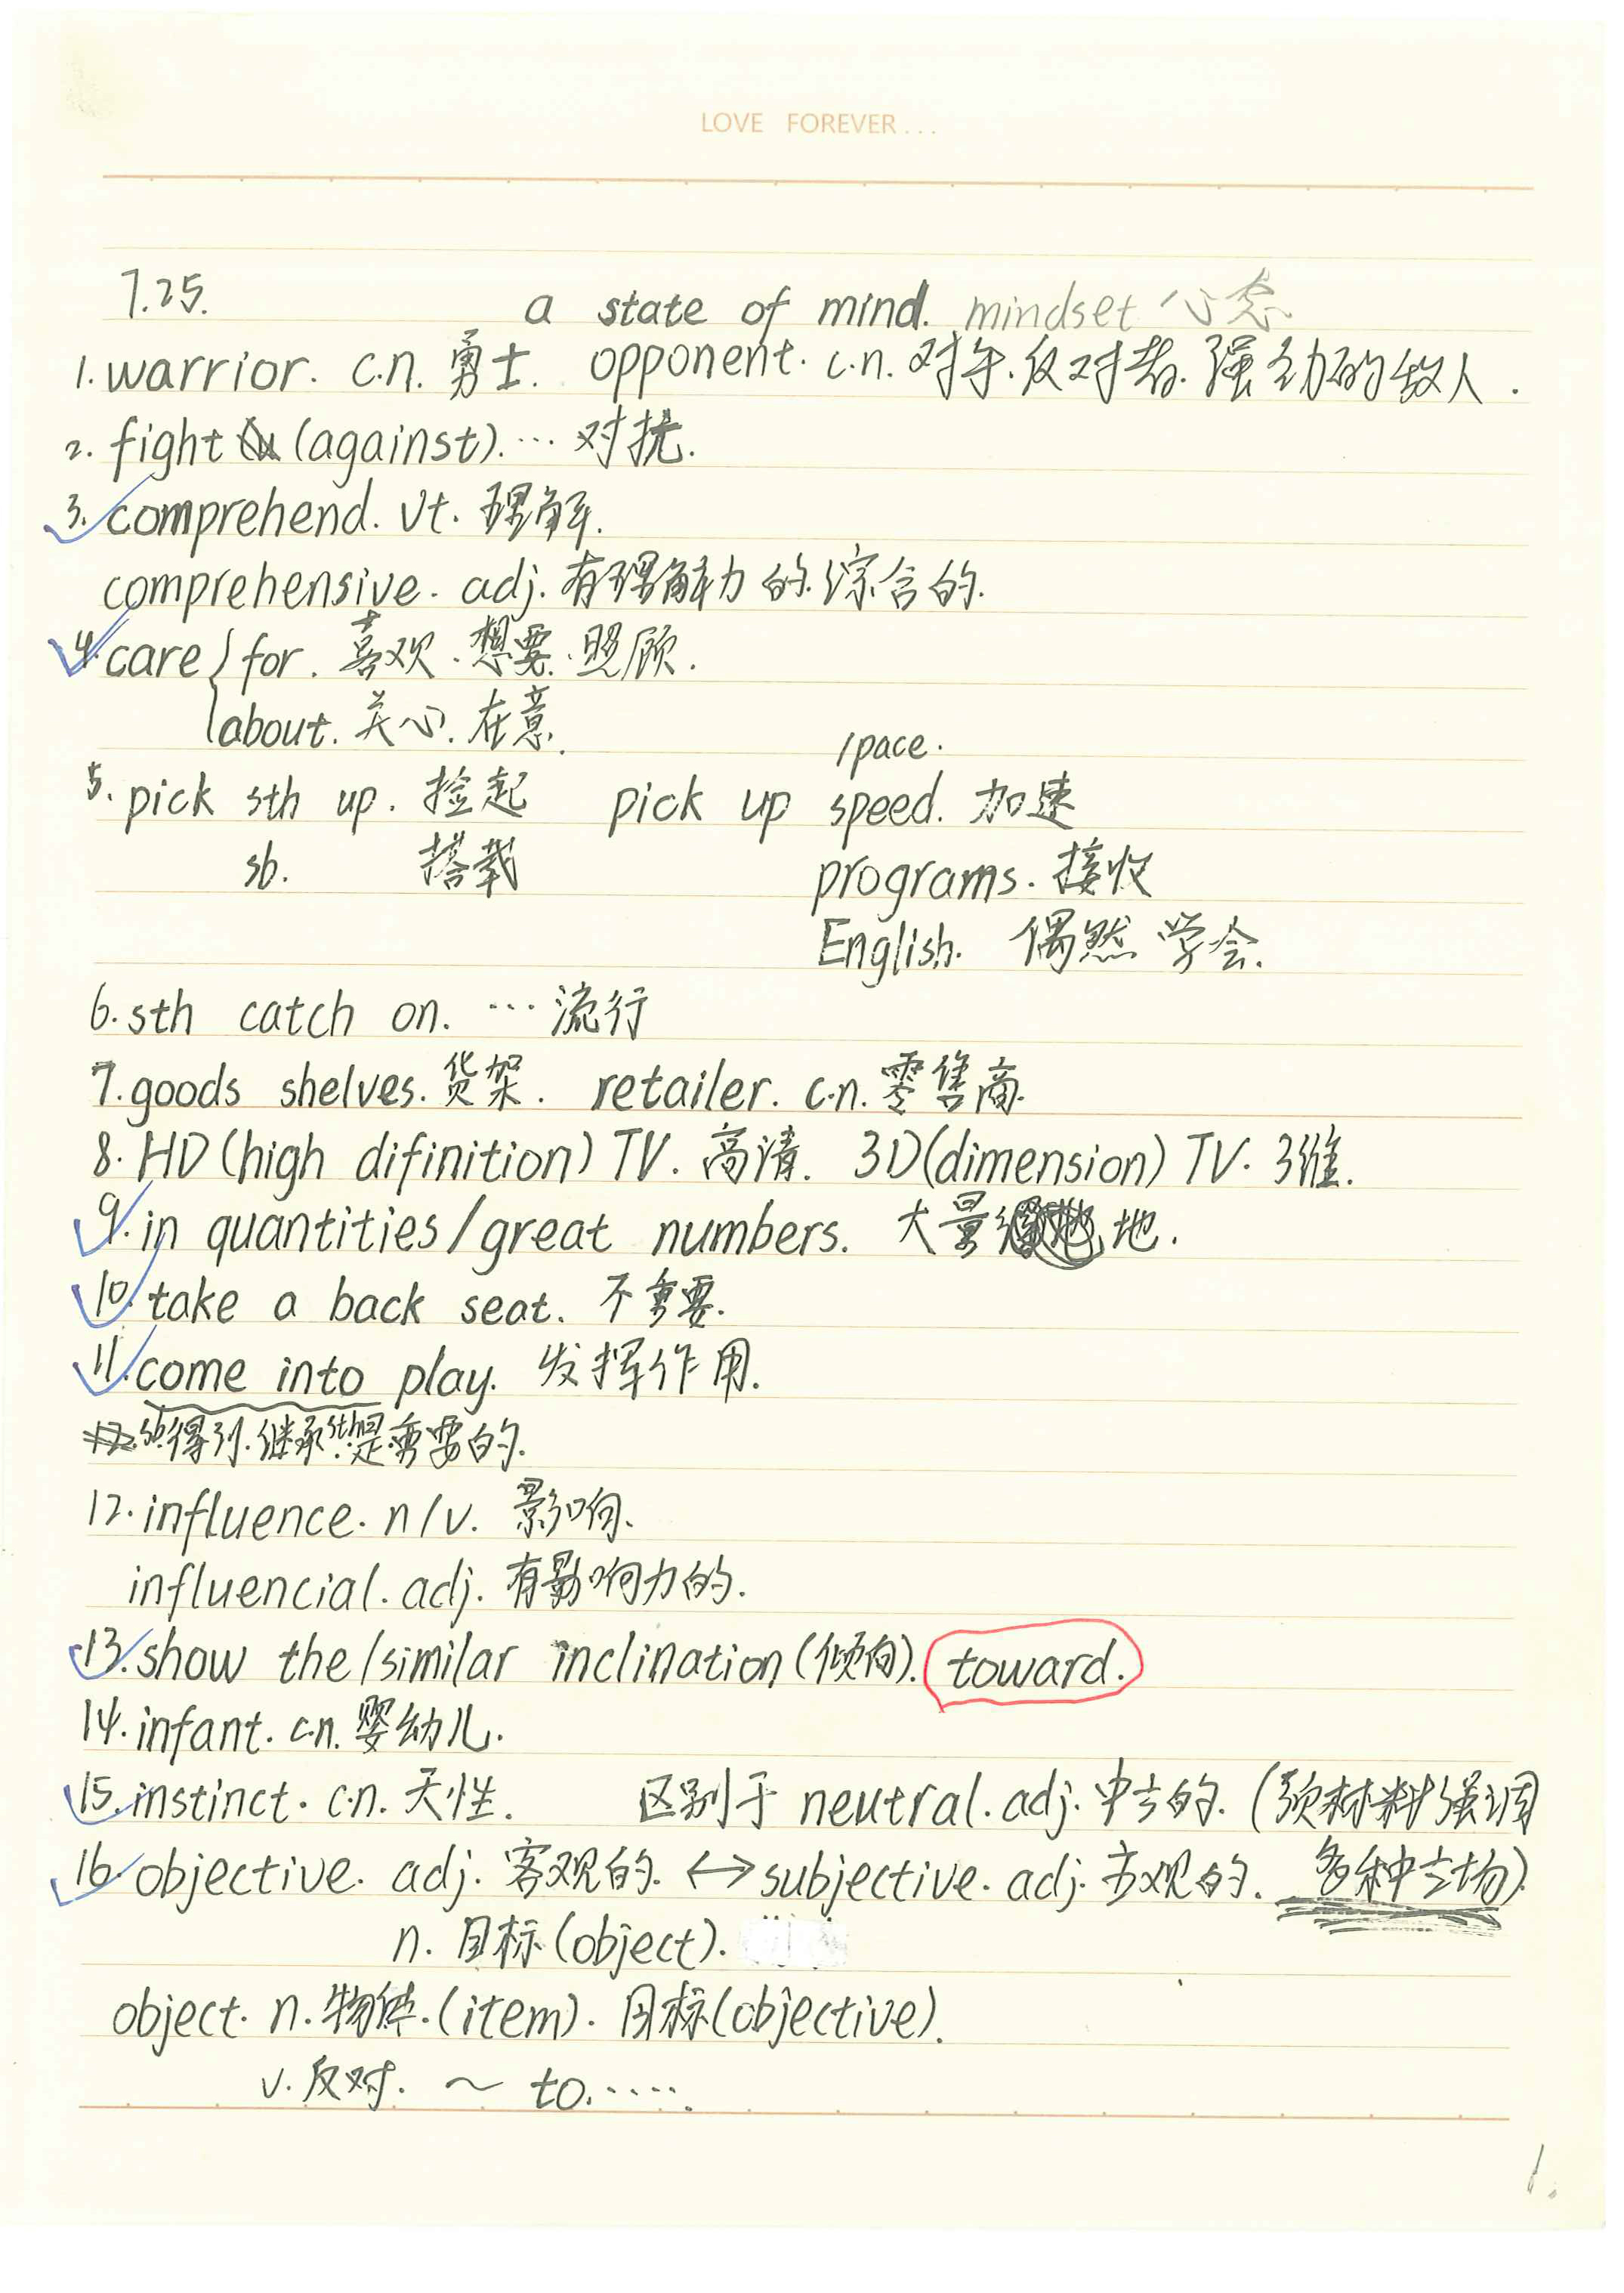 LOVE FOREVER...
7.25.
a state of mind. mindset 心态
1. warrior. c.n. 勇士. opponent. c.n. 对手.反对者.强劲的敌人.
2. fight (against).… 对抗.
3. comprehend. vt. 理解.
comprehensive. adj. 有理解力的.综合的.
4. care for. 喜欢.想要.照顾.
about. 关心.在意.
/pace.
5. pick sth up. 捡起 pick up speed. 加速
sb. 搭载 programs. 接收
English. 偶然学会.
6. sth catch on. …流行
7. goods shelves. 货架. retailer. c.n. 零售商.
8. HD (high difinition) TV. 高清. 3D(dimension) TV. 3维.
9. in quantities/great numbers. 大量地.
10. take a back seat. 不重要.
11. come into play. 发挥作用.
sb得到.继承sth是重要的.
12. influence. n/v. 影响.
influencial. adj. 有影响力的.
13. show the/similar inclination (倾向). toward.
14. infant. c.n. 婴幼儿.
15. instinct. c.n. 天性. 区别于 neutral. adj. 中立的. (须材料强调
16. objective. adj. 客观的. ↔ subjective. adj. 主观的. 多种立场).
n. 目标 (object).
object. n. 物体. (item). 目标(objective).
v. 反对. ~ to.……
1.